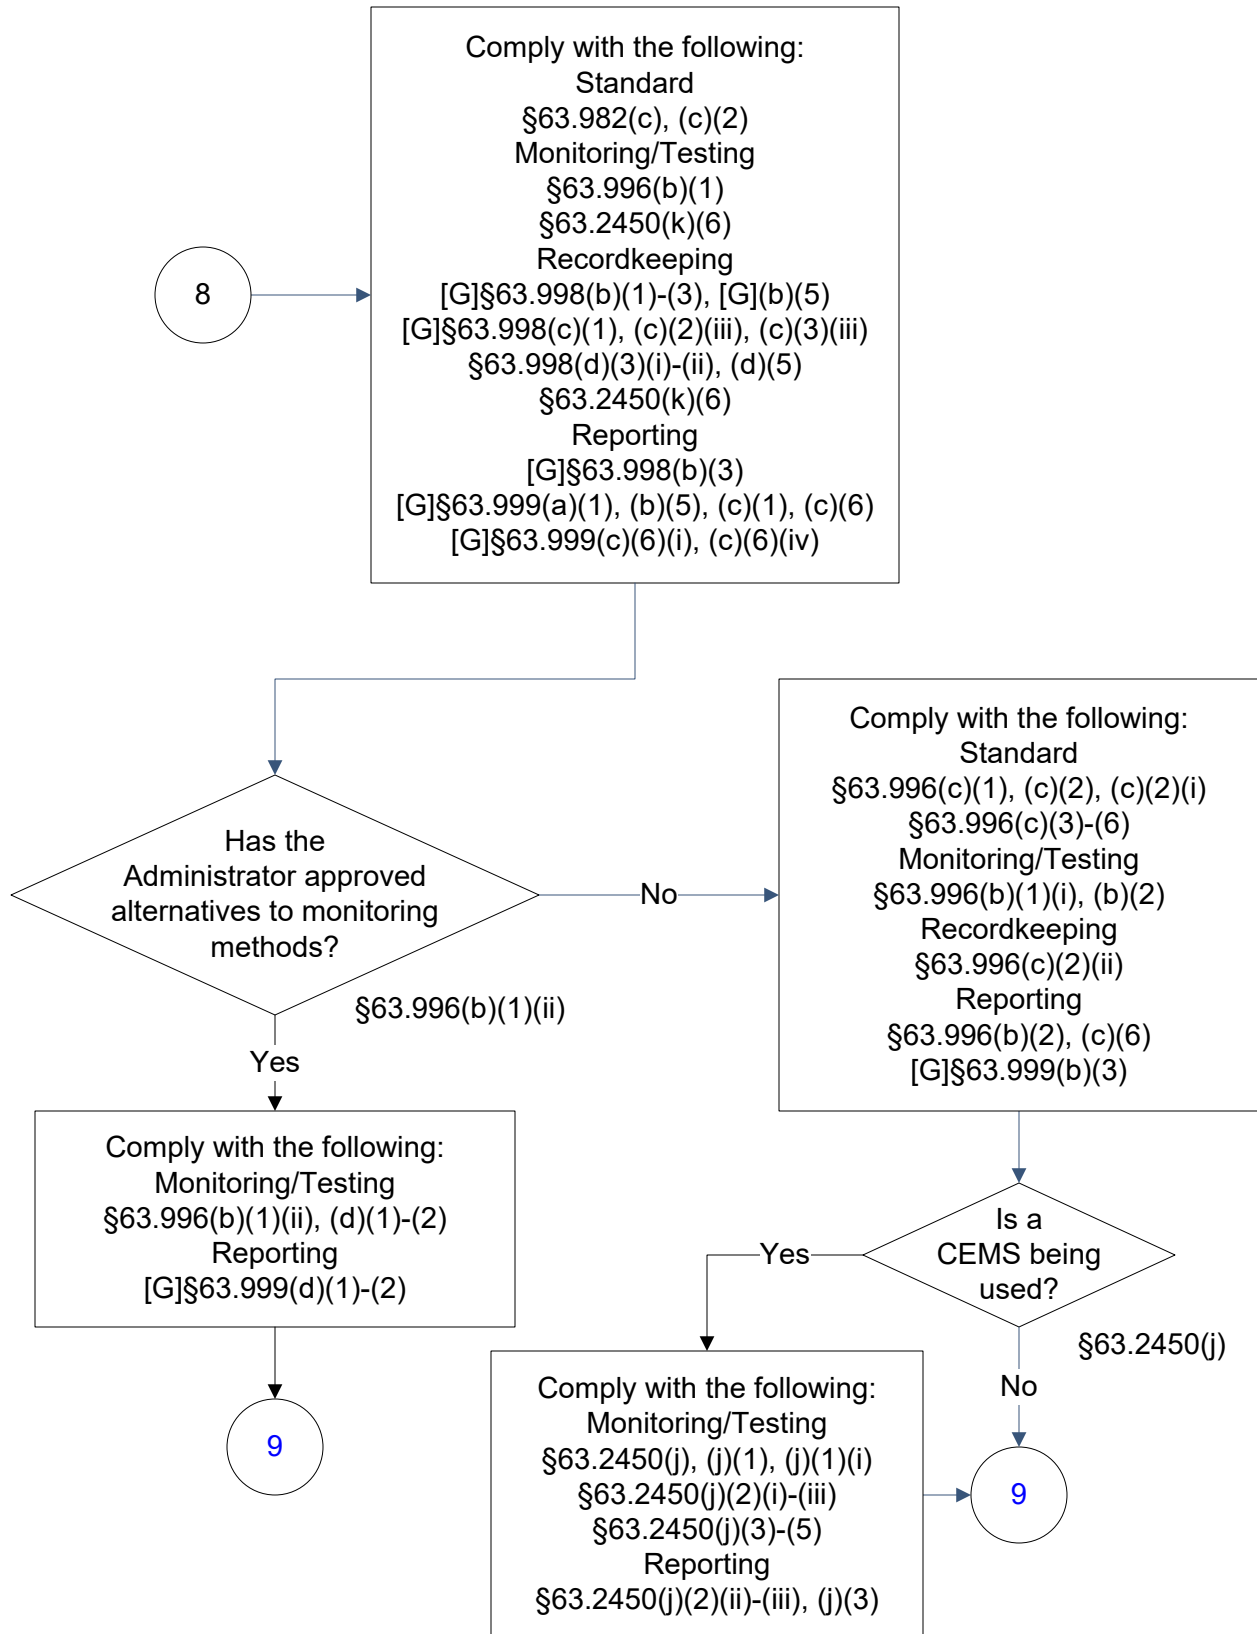 Comply with the following:
Standard
§63.982(c), (c)(2)
Monitoring/Testing
§63.996(b)(1)
§63.2450(k)(6)
Recordkeeping
[G]§63.998(b)(1)-(3), [G](b)(5)
[G]§63.998(c)(1), (c)(2)(iii), (c)(3)(iii)
§63.998(d)(3)(i)-(ii), (d)(5)
§63.2450(k)(6)
Reporting
[G]§63.998(b)(3)
[G]§63.999(a)(1), (b)(5), (c)(1), (c)(6)
[G]§63.999(c)(6)(i), (c)(6)(iv)
8
Has the
Administrator approved
alternatives to monitoring
methods?
§63.996(b)(1)(ii)
No
Yes
Comply with the following:
Standard
§63.996(c)(1), (c)(2), (c)(2)(i)
§63.996(c)(3)-(6)
Monitoring/Testing
§63.996(b)(1)(i), (b)(2)
Recordkeeping
§63.996(c)(2)(ii)
Reporting
§63.996(b)(2), (c)(6)
[G]§63.999(b)(3)
Comply with the following:
Monitoring/Testing
§63.996(b)(1)(ii), (d)(1)-(2)
Reporting
[G]§63.999(d)(1)-(2)
9
Is a
CEMS being
used?
§63.2450(j)
Yes
No
Comply with the following:
Monitoring/Testing
§63.2450(j), (j)(1), (j)(1)(i)
§63.2450(j)(2)(i)-(iii)
§63.2450(j)(3)-(5)
Reporting
§63.2450(j)(2)(ii)-(iii), (j)(3)
9